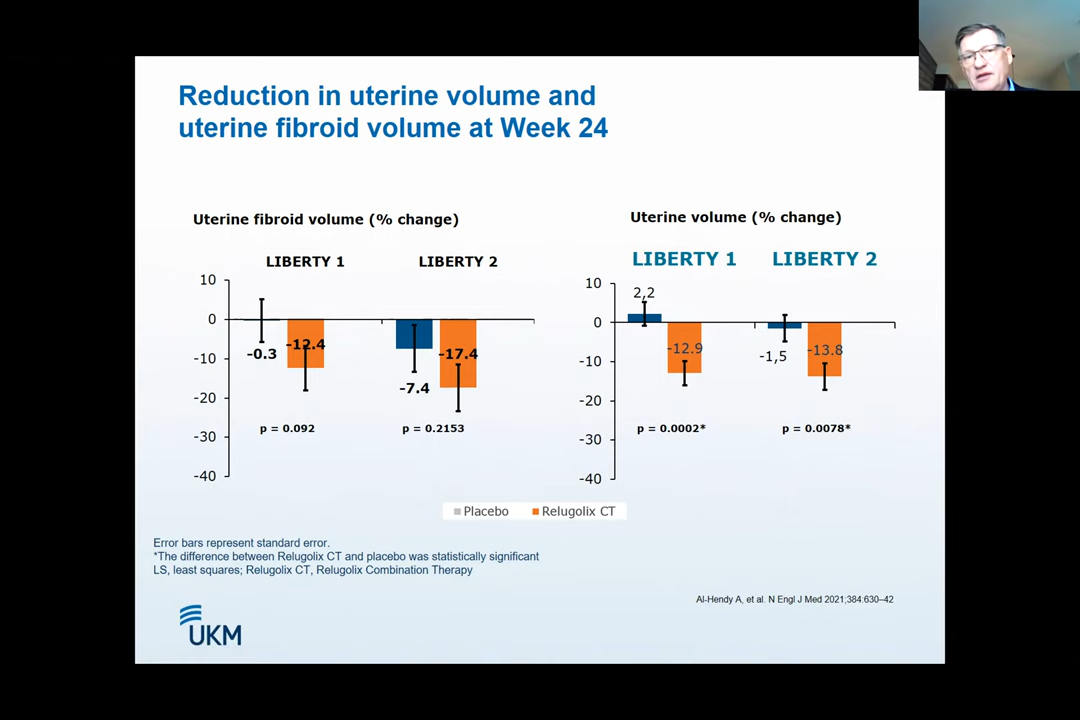 Reduction in uterine volume and
uterine fibroid volume at Week 24
Uterine fibroid volume (% change)
LIBERTY 1
LIBERTY 2
10
0
-10
-20
-30
-40
-0.3
-12.4
-7.4
-17.4
p = 0.092
p = 0.2153
Uterine volume (% change)
LIBERTY 1
LIBERTY 2
10
0
-10
-20
-30
-40
2,2
-12.9
-1,5
-13.8
p = 0.0002*
p = 0.0078*
Placebo
Relugolix CT
Error bars represent standard error.
*The difference between Relugolix CT and placebo was statistically significant
LS, least squares; Relugolix CT, Relugolix Combination Therapy
Al-Hendy A, et al. N Engl J Med 2021;384:630–42
UKM